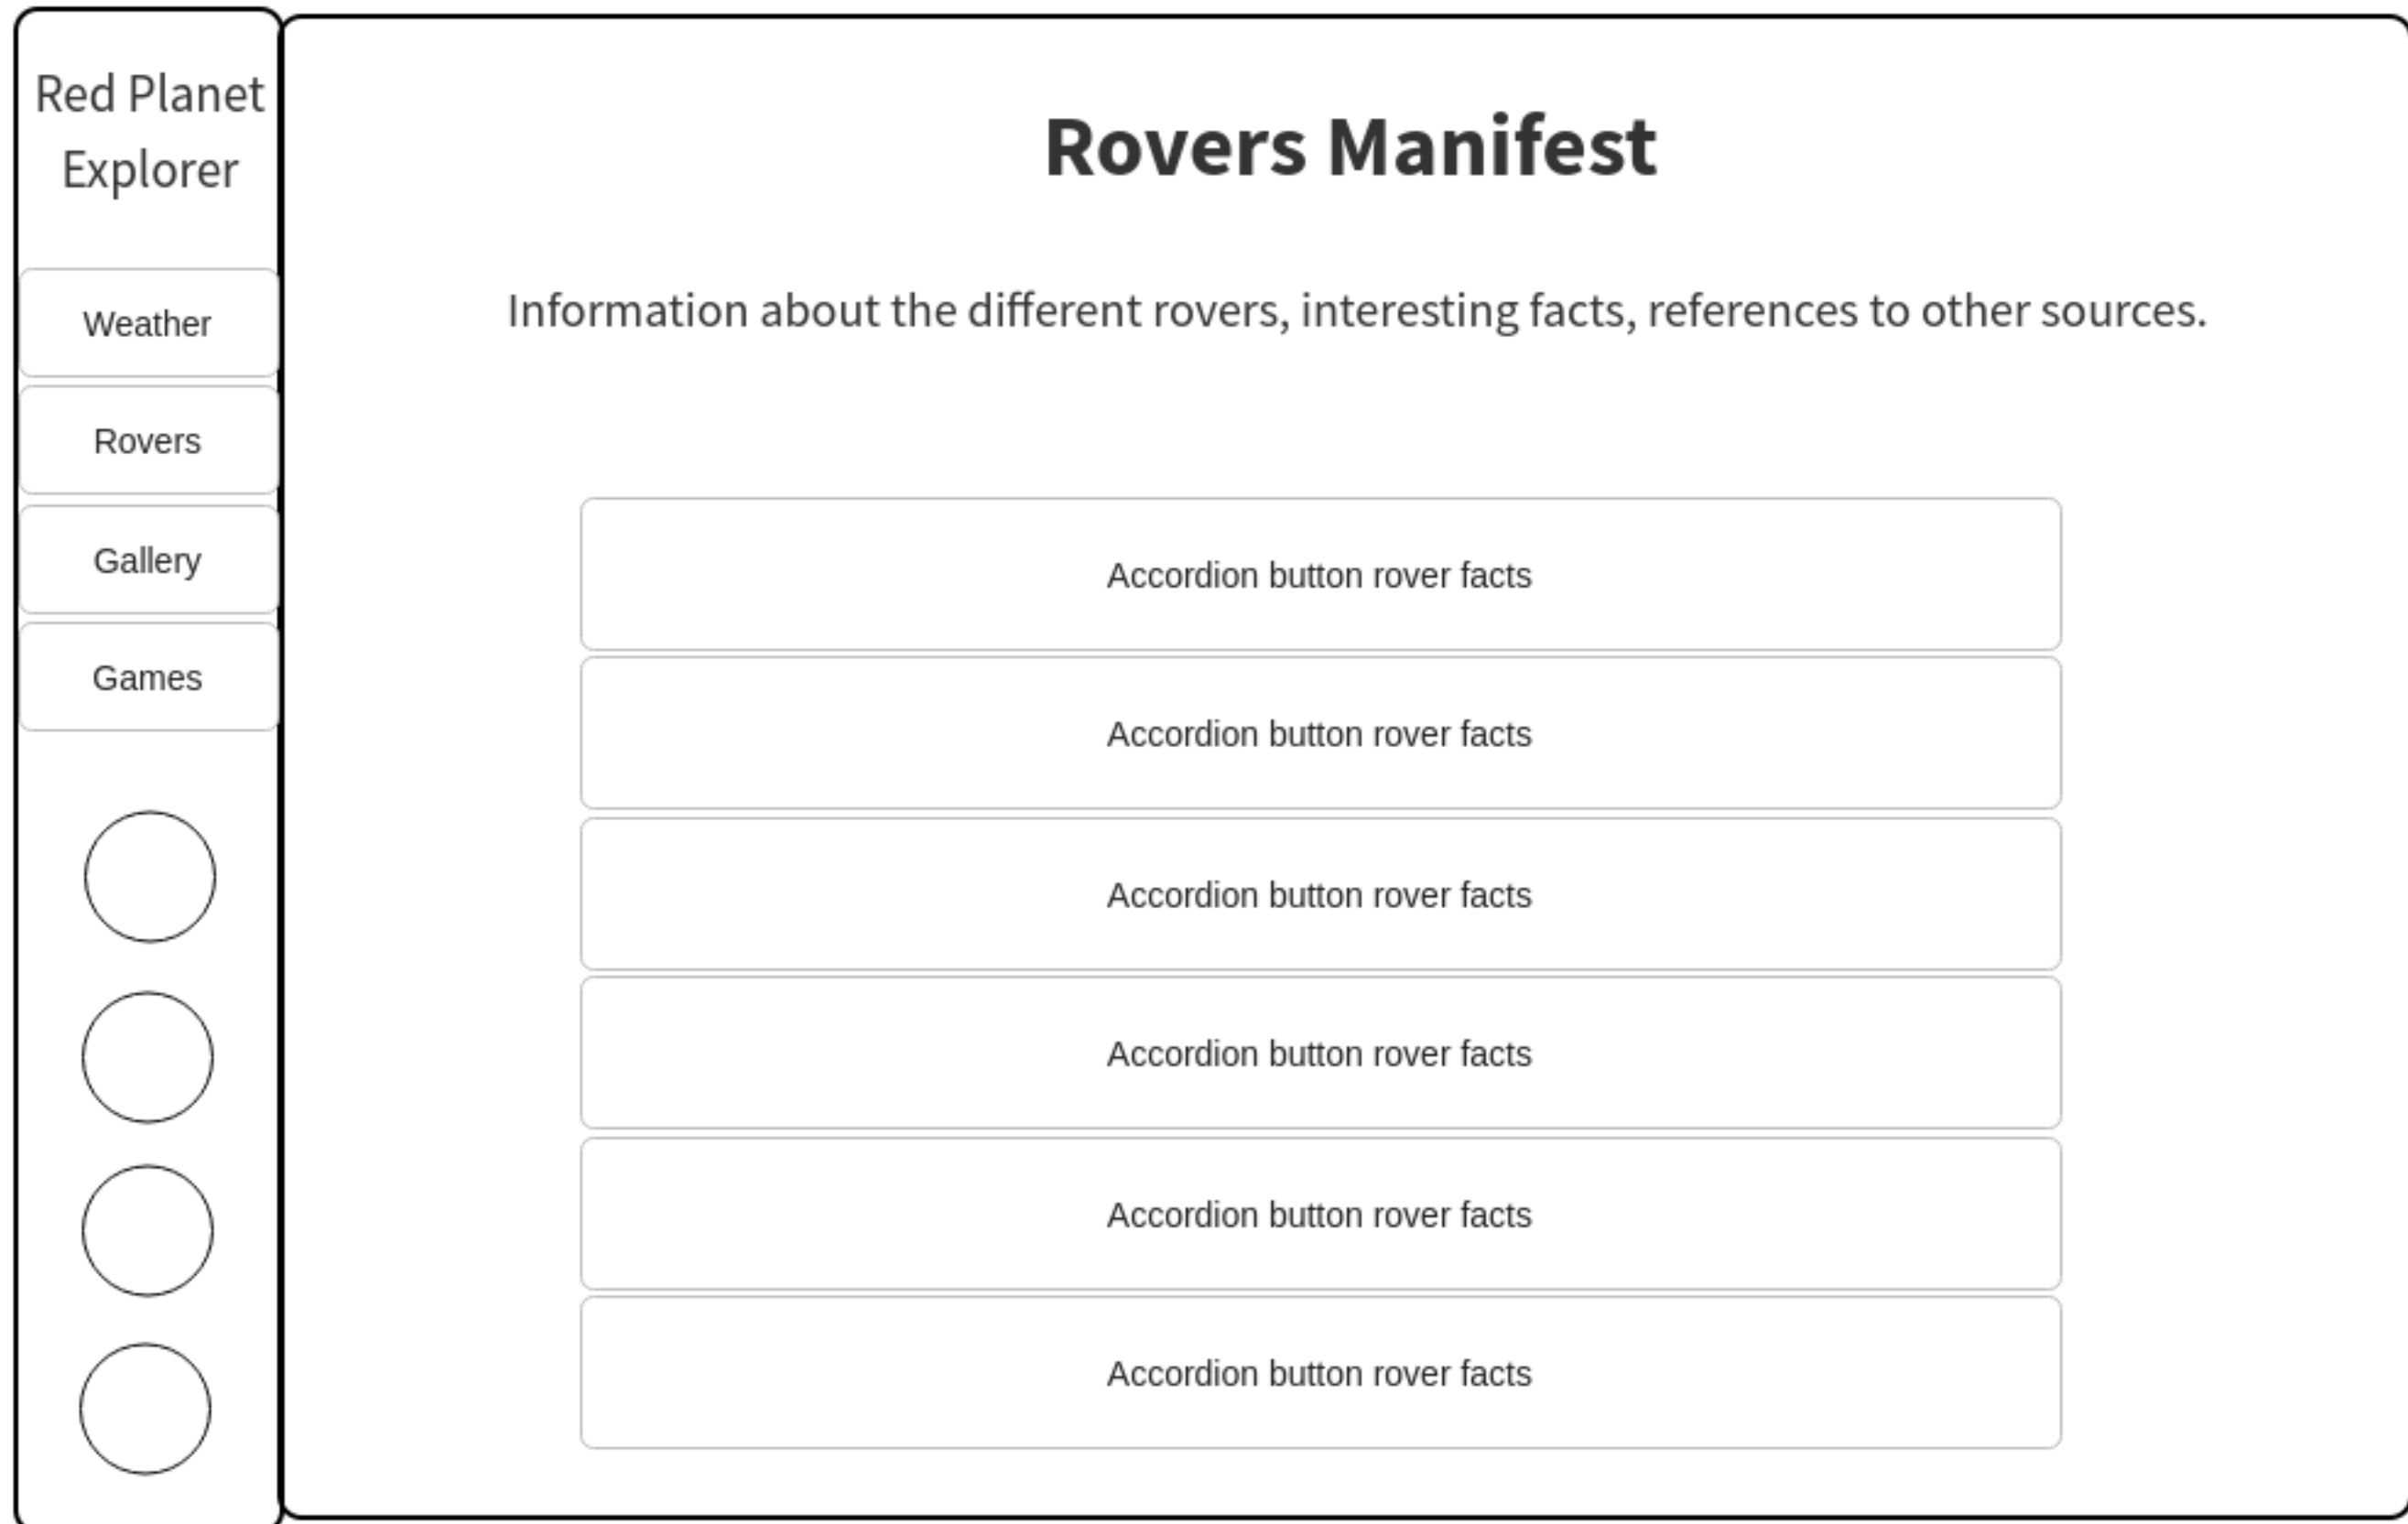 Red Planet
Explorer
Weather
Rovers
Gallery
Games
Rovers Manifest
Information about the different rovers, interesting facts, references to other sources.
Accordion button rover facts
Accordion button rover facts
Accordion button rover facts
Accordion button rover facts
Accordion button rover facts
Accordion button rover facts